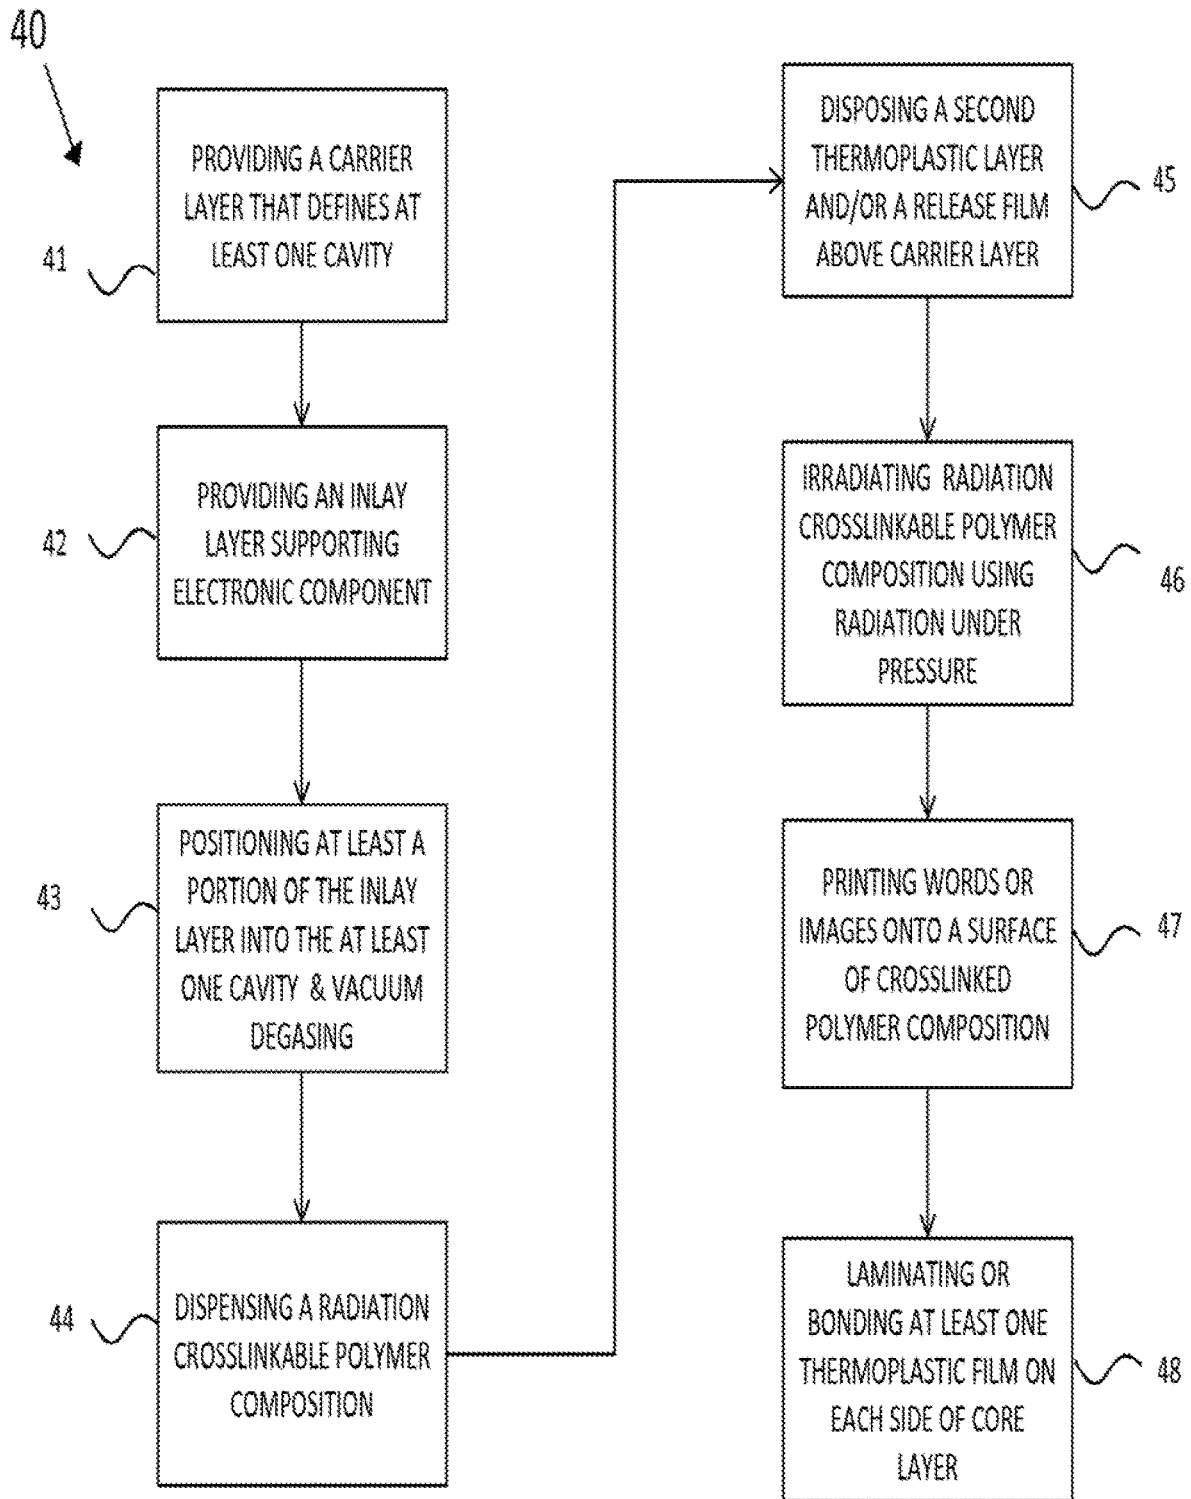 40
PROVIDING A CARRIER
LAYER THAT DEFINES AT
LEAST ONE CAVITY
41
PROVIDING AN INLAY
LAYER SUPPORTING
ELECTRONIC COMPONENT
42
POSITIONING AT LEAST A
PORTION OF THE INLAY
LAYER INTO THE AT LEAST
ONE CAVITY & VACUUM
DEGASING
43
DISPENSING A RADIATION
CROSSLINKABLE POLYMER
COMPOSITION
44
DISPOSING A SECOND
THERMOPLASTIC LAYER
AND/OR A RELEASE FILM
ABOVE CARRIER LAYER
45
IRRADIATING RADIATION
CROSSLINKABLE POLYMER
COMPOSITION USING
RADIATION UNDER
PRESSURE
46
PRINTING WORDS OR
IMAGES ONTO A SURFACE
OF CROSSLINKED
POLYMER COMPOSITION
47
LAMINATING OR
BONDING AT LEAST ONE
THERMOPLASTIC FILM ON
EACH SIDE OF CORE
LAYER
48